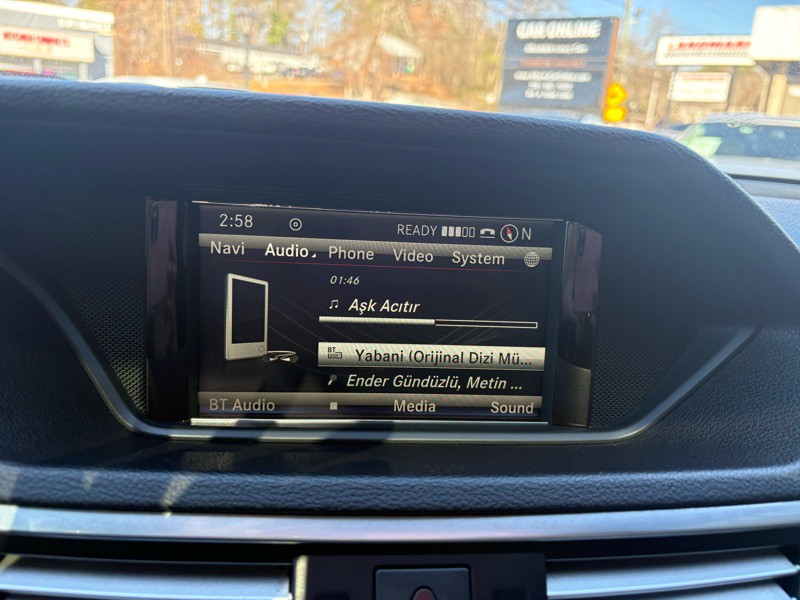 CAR ONLINE
2:58
READY N
Navi Audio Phone Video System
01:46
Aşk Acıtır
BT Yabani (Orijinal Dizi Mü...
Ender Gündüzlü, Metin ...
BT Audio Media Sound